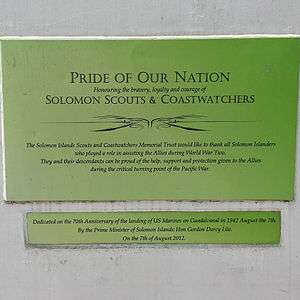 PRIDE OF OUR NATION
Honouring the bravery, loyalty and courage of
SOLOMON SCOUTS & COASTWATCHERS
The Solomon Islands Scouts and Coastwatchers Memorial Trust would like to thank all Solomon Islanders
who played a role in assisting the Allies during World War Two.
They and their descendants can be proud of the help, support and protection given to the Allies
during the critical turning point of the Pacific War.
Dedicated on the 70th Anniversary of the landing of US Marines on Guadalcanal in 1942 August the 7th
By the Prime Minister of Solomon Islands; Hon Gordon Darcy Lilo.
On the 7th of August 2012.